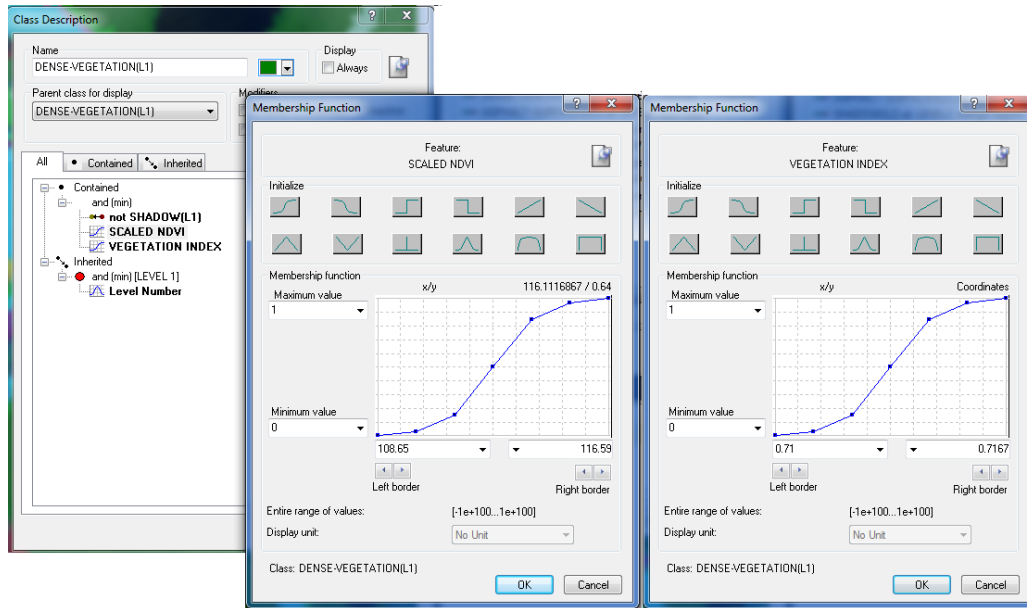 Class Description
Name
DENSE-VEGETATION(L1)
Display
Always
Parent class for display
DENSE-VEGETATION(L1)
Modifiers
All
Contained
Inherited
Contained
and (min)
not SHADOW(L1)
SCALED NDVI
VEGETATION INDEX
Inherited
and (min) [LEVEL 1]
Level Number
Membership Function
Feature:
SCALED NDVI
Initialize
Membership function
Maximum value
x/y
116.1116867 / 0.64
1
Minimum value
0
108.65
116.59
Left border
Right border
Entire range of values:
[-1e+100...1e+100]
Display unit:
No Unit
Class: DENSE-VEGETATION(L1)
OK
Cancel
Membership Function
Feature:
VEGETATION INDEX
Initialize
Membership function
Maximum value
x/y
Coordinates
1
Minimum value
0
0.71
0.7167
Left border
Right border
Entire range of values:
[-1e+100...1e+100]
Display unit:
No Unit
Class: DENSE-VEGETATION(L1)
OK
Cancel